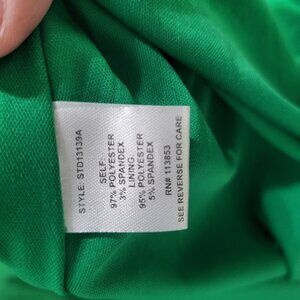 STYLE: STD13139A
SELF:
97% POLYESTER
3% SPANDEX
LINING:
95% POLYESTER
5% SPANDEX
RN# 113853
SEE REVERSE FOR CARE